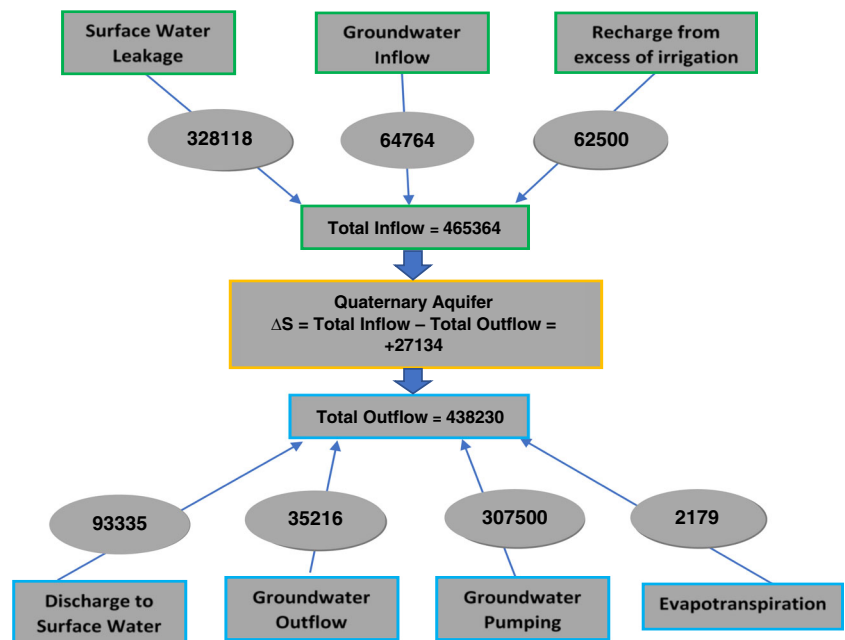 Surface Water
Leakage
Groundwater
Inflow
Recharge from
excess of irrigation
328118
64764
62500
Total Inflow = 465364
Quaternary Aquifer
∆S = Total Inflow – Total Outflow =
+27134
Total Outflow = 438230
93335
35216
307500
2179
Discharge to
Surface Water
Groundwater
Outflow
Groundwater
Pumping
Evapotranspiration